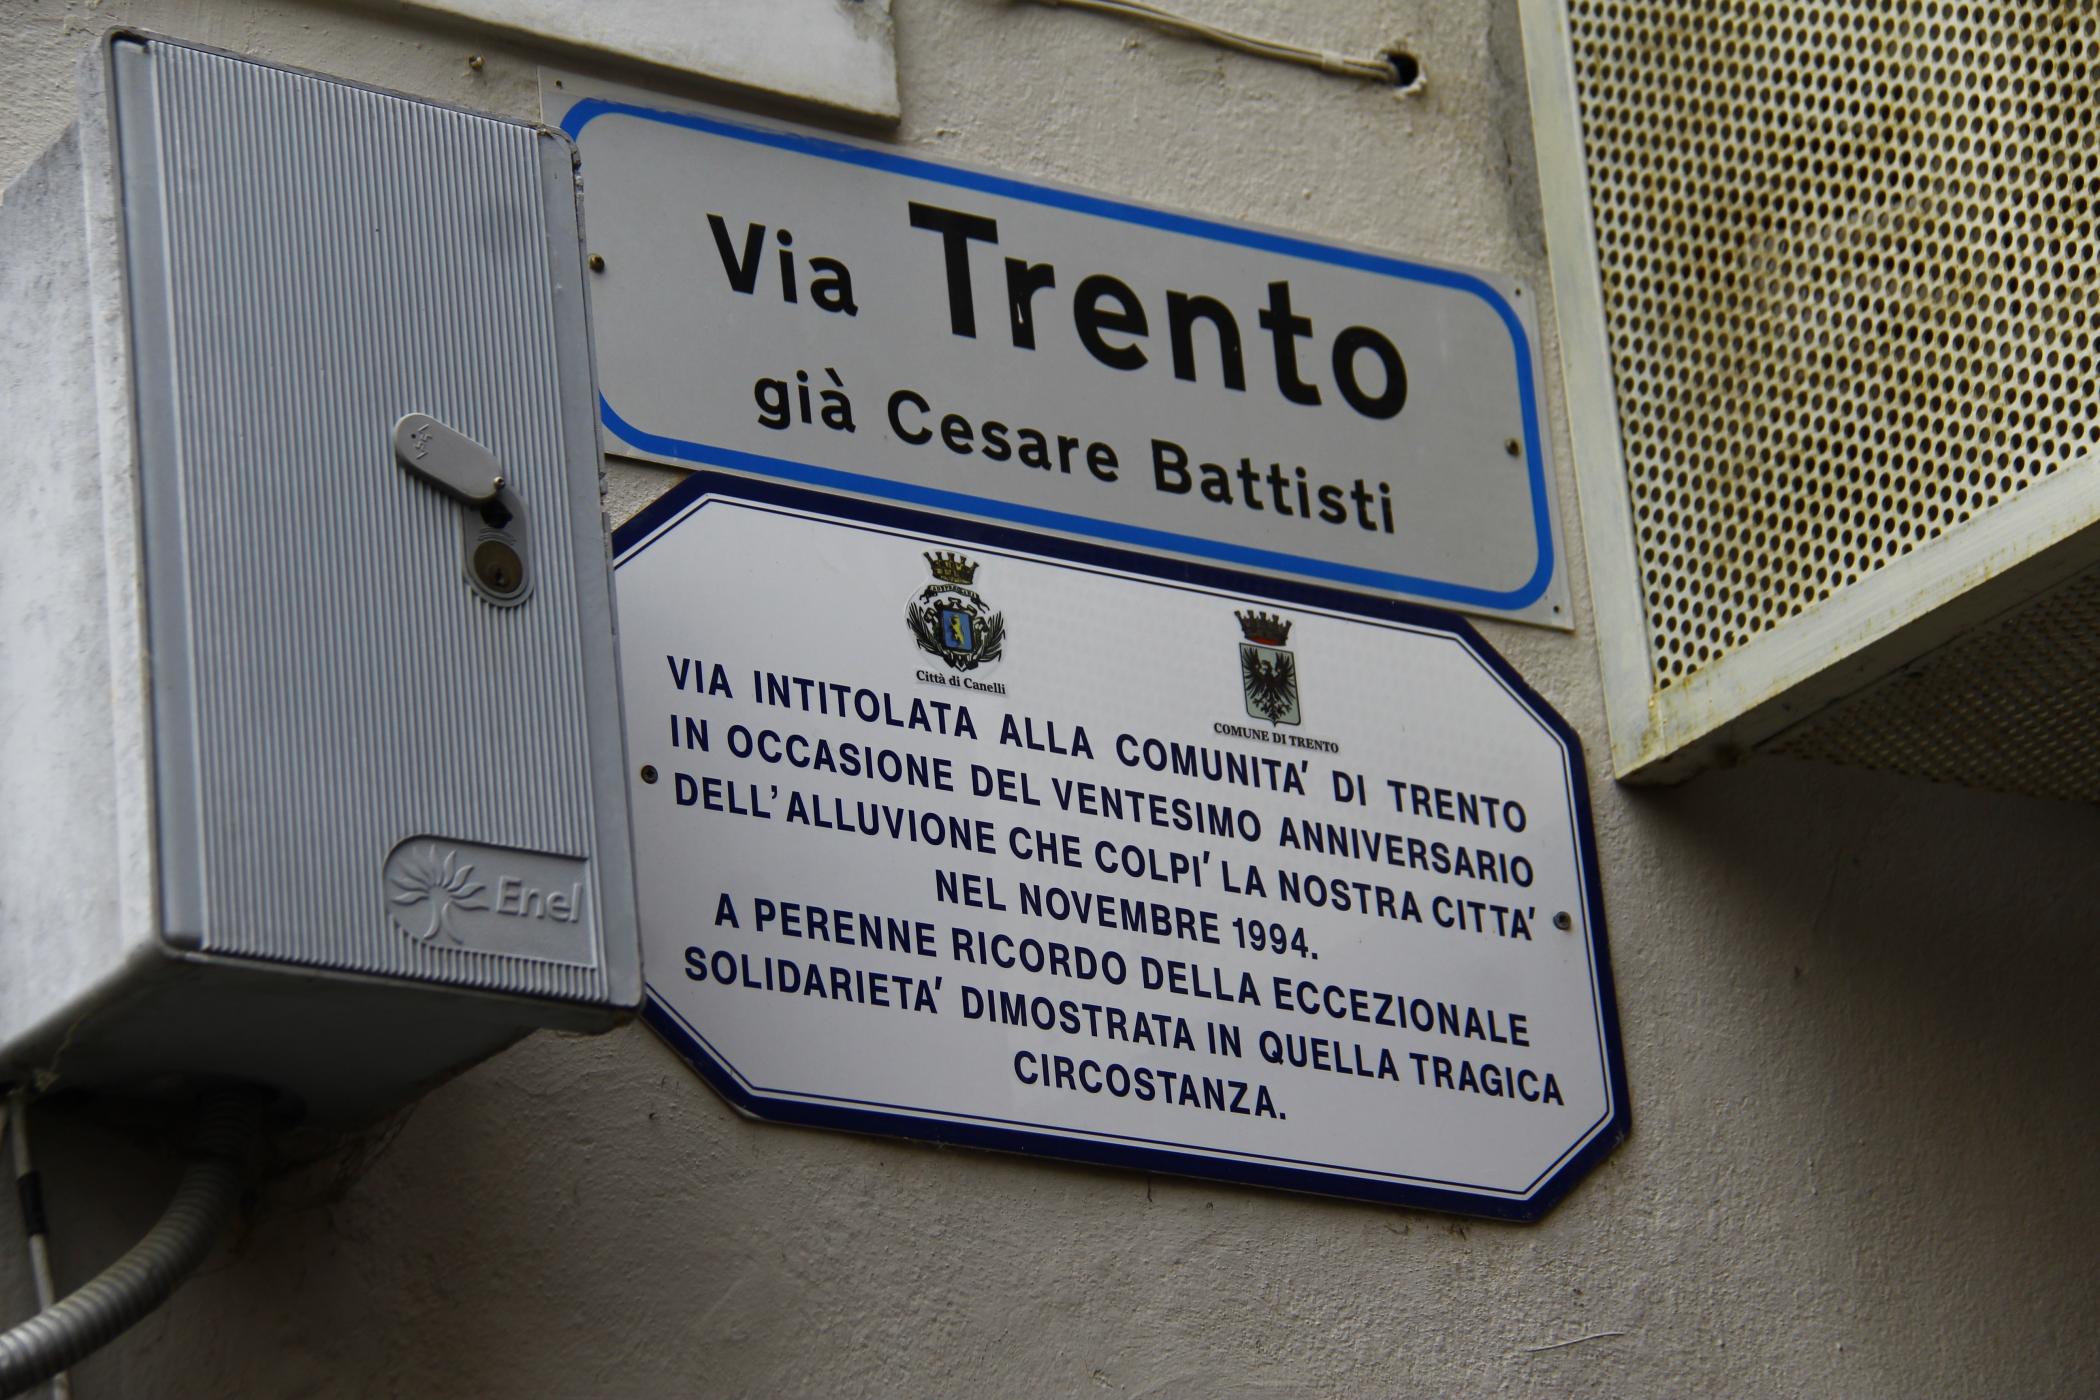 Via Trento
già Cesare Battisti
Città di Canelli
COMUNE DI TRENTO
VIA INTITOLATA ALLA COMUNITA' DI TRENTO
IN OCCASIONE DEL VENTESIMO ANNIVERSARIO
DELL'ALLUVIONE CHE COLPI' LA NOSTRA CITTA'
NEL NOVEMBRE 1994.
A PERENNE RICORDO DELLA ECCEZIONALE
SOLIDARIETA' DIMOSTRATA IN QUELLA TRAGICA
CIRCOSTANZA.
Enel